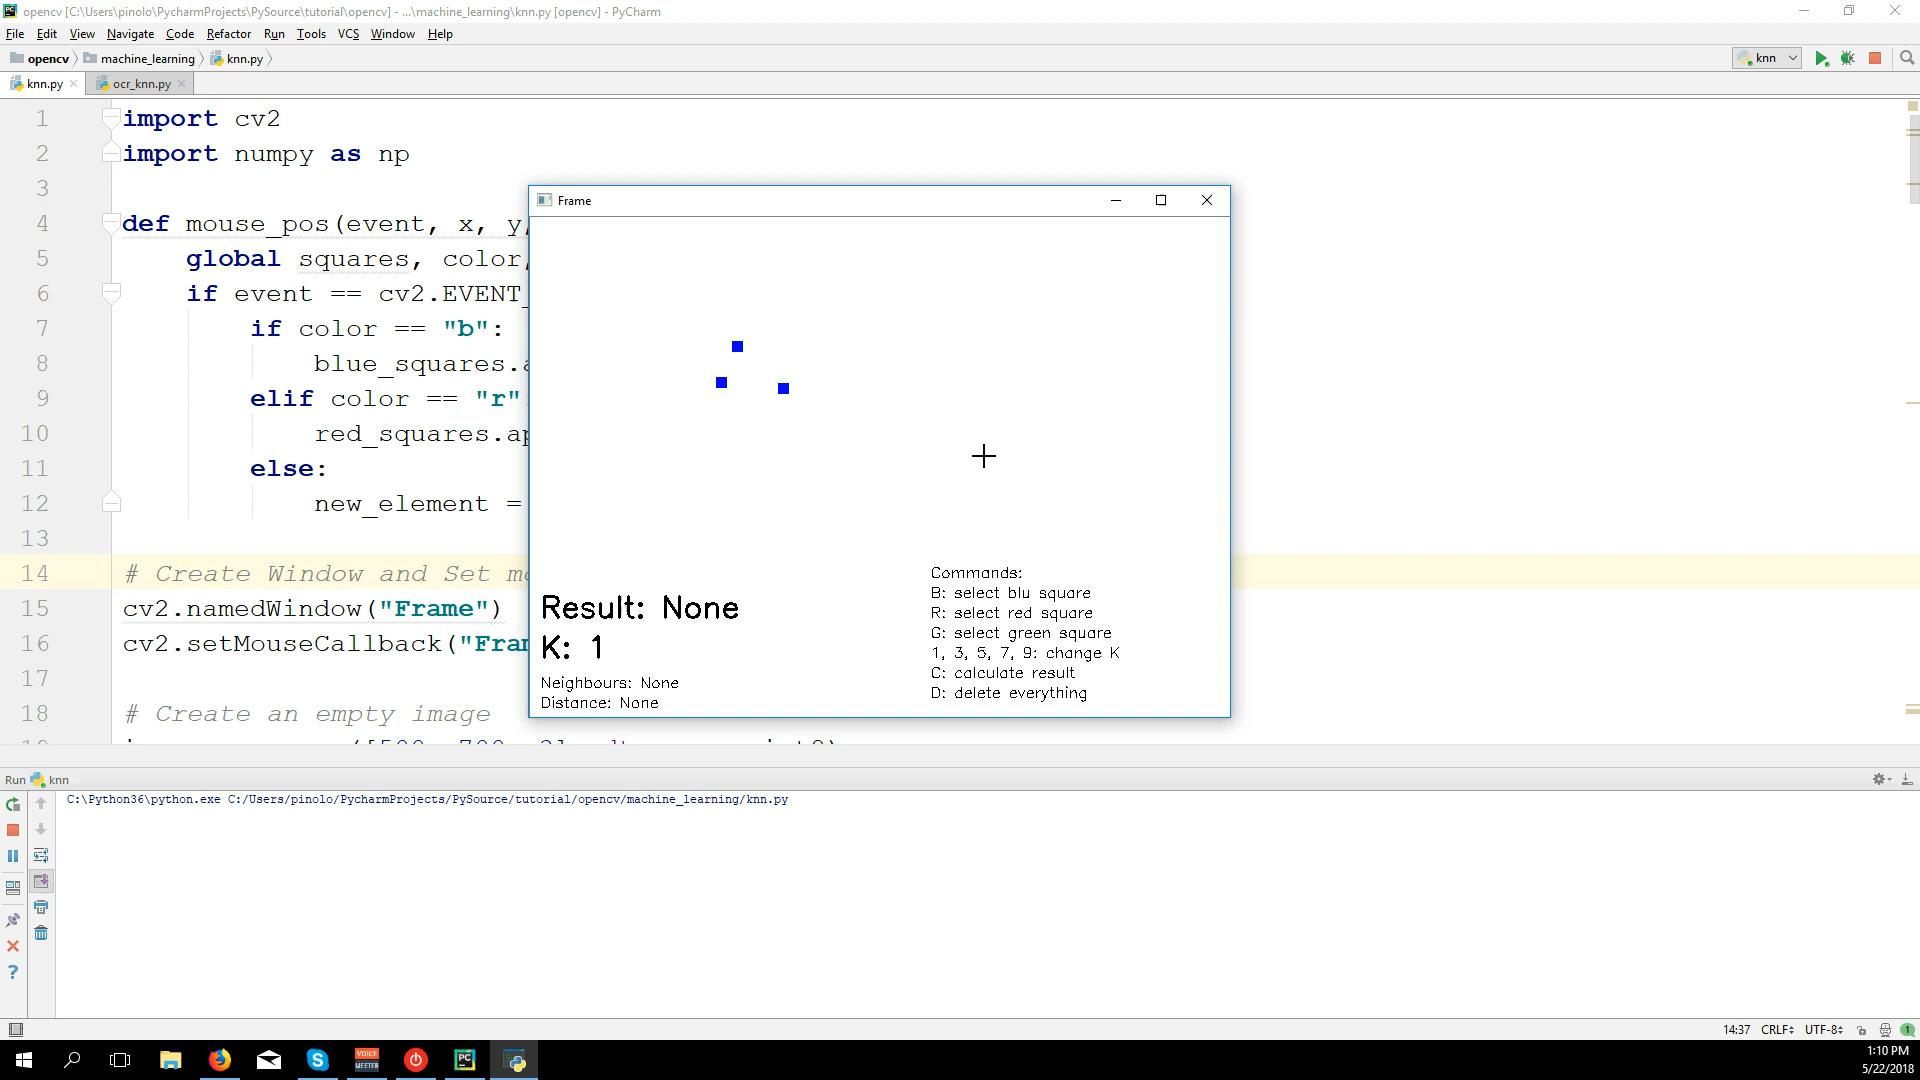 opencv [C:\Users\pinolo\PycharmProjects\PySource\tutorial\opencv] - ...\machine_learning\knn.py [opencv] - PyCharm
File Edit View Navigate Code Refactor Run Tools VCS Window Help
opencv machine_learning knn.py knn
knn.py ocr_knn.py
1 import cv2
2 import numpy as np
3
4 def mouse_pos(event, x, y,
5 global squares, color,
6 if event == cv2.EVENT_
7 if color == "b":
8 blue_squares.a
9 elif color == "r"
10 red_squares.ap
11 else:
12 new_element =
13
14 # Create Window and Set mo
15 cv2.namedWindow("Frame")
16 cv2.setMouseCallback("Fram
17
18 # Create an empty image
Frame
Result: None
K: 1
Neighbours: None
Distance: None
Commands:
B: select blu square
R: select red square
G: select green square
1, 3, 5, 7, 9: change K
C: calculate result
D: delete everything
Run knn
C:\Python36\python.exe C:/Users/pinolo/PycharmProjects/PySource/tutorial/opencv/machine_learning/knn.py
14:37 CRLF UTF-8 1
VOICE
MEETER
1:10 PM
5/22/2018